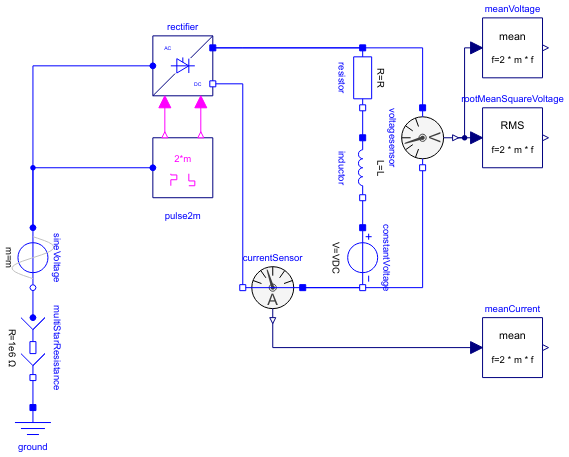 meanVoltage
mean
f=2 * m * f
rectifier
AC
DC
resistor
R=R
rootMeanSquareVoltage
RMS
f=2 * m * f
voltagesensor
V
2*m
pulse2m
inductor
L=L
sineVoltage
m=m
currentSensor
A
constantVoltage
V=VDC
+
−
meanCurrent
mean
f=2 * m * f
multiStarResistance
R=1e6 Ω
ground